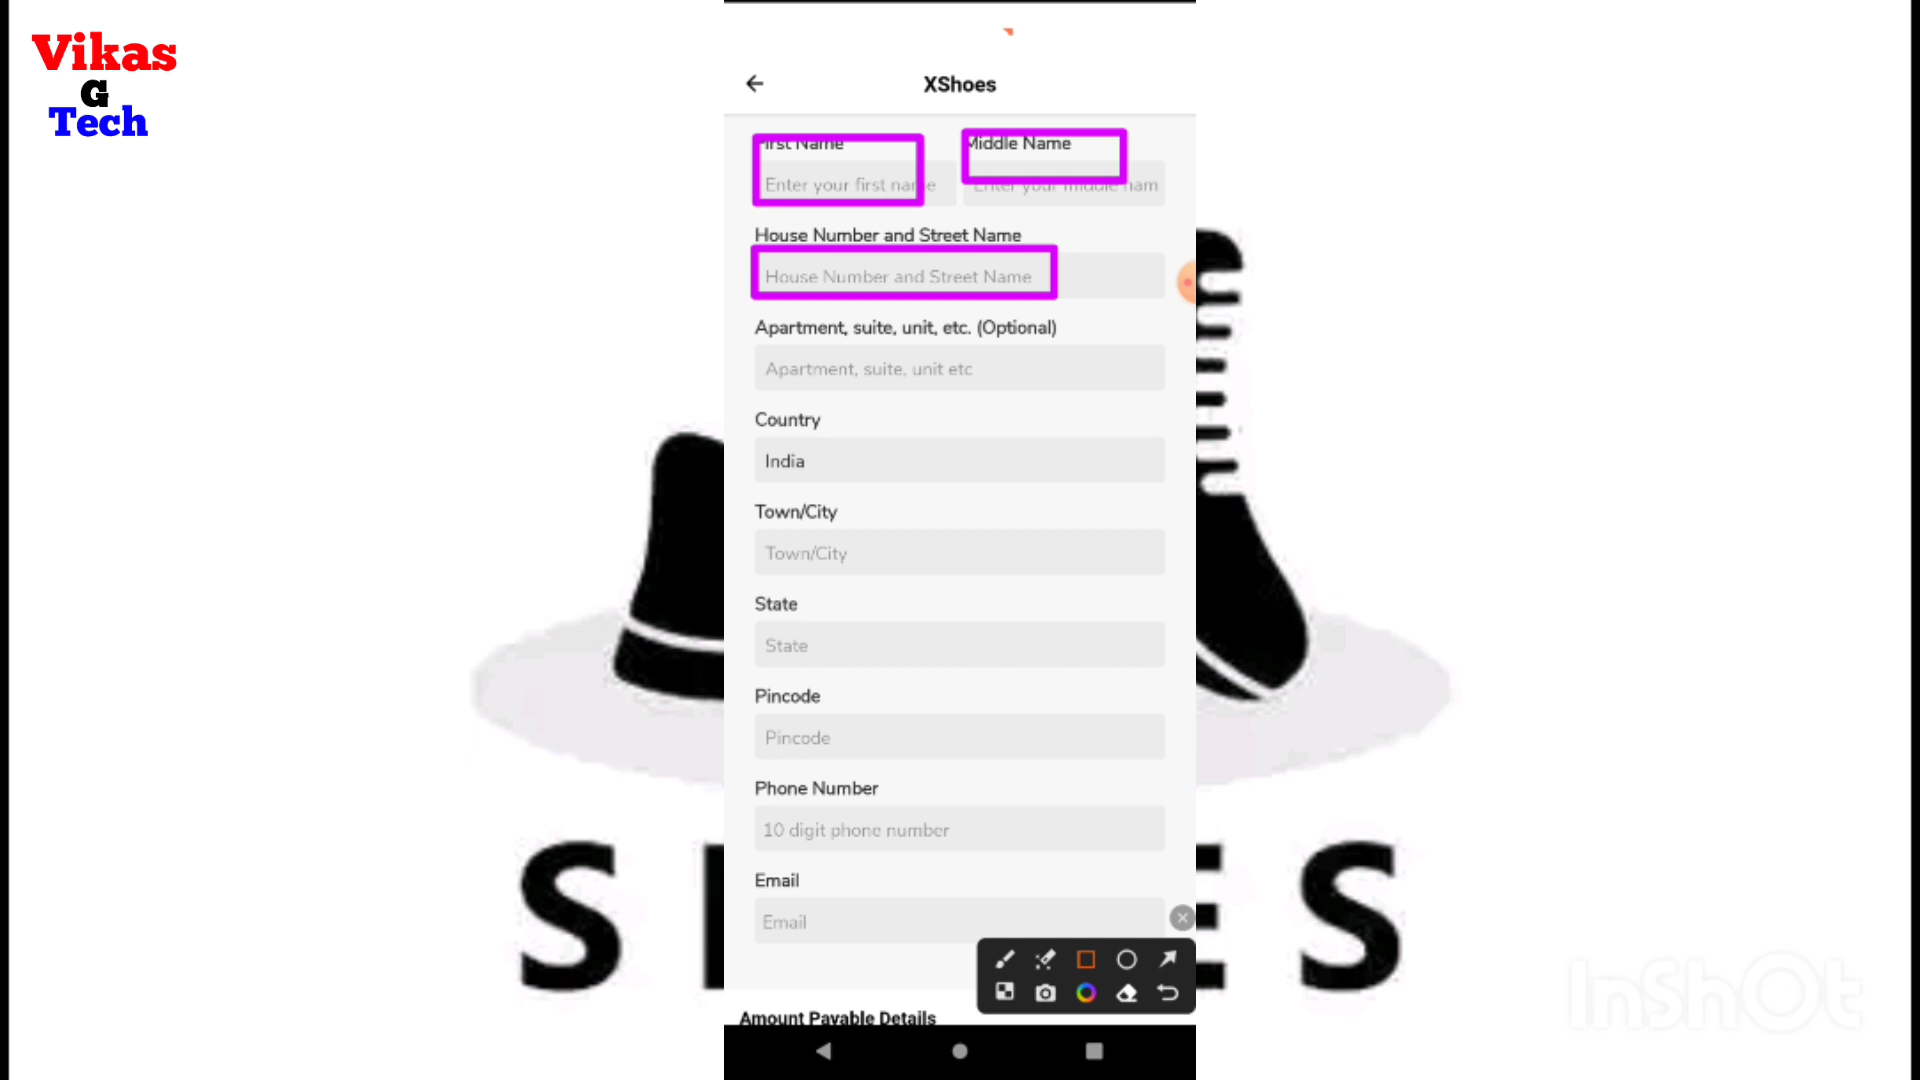 Vikas
G
Tech
XShoes
First Name Middle Name
Enter your first name Enter your middle nam
House Number and Street Name
House Number and Street Name
Apartment, suite, unit, etc. (Optional)
Apartment, suite, unit etc
Country
India
Town/City
Town/City
State
State
Pincode
Pincode
Phone Number
10 digit phone number
Email
Email
Amount Payable Details
S E S
InShOt